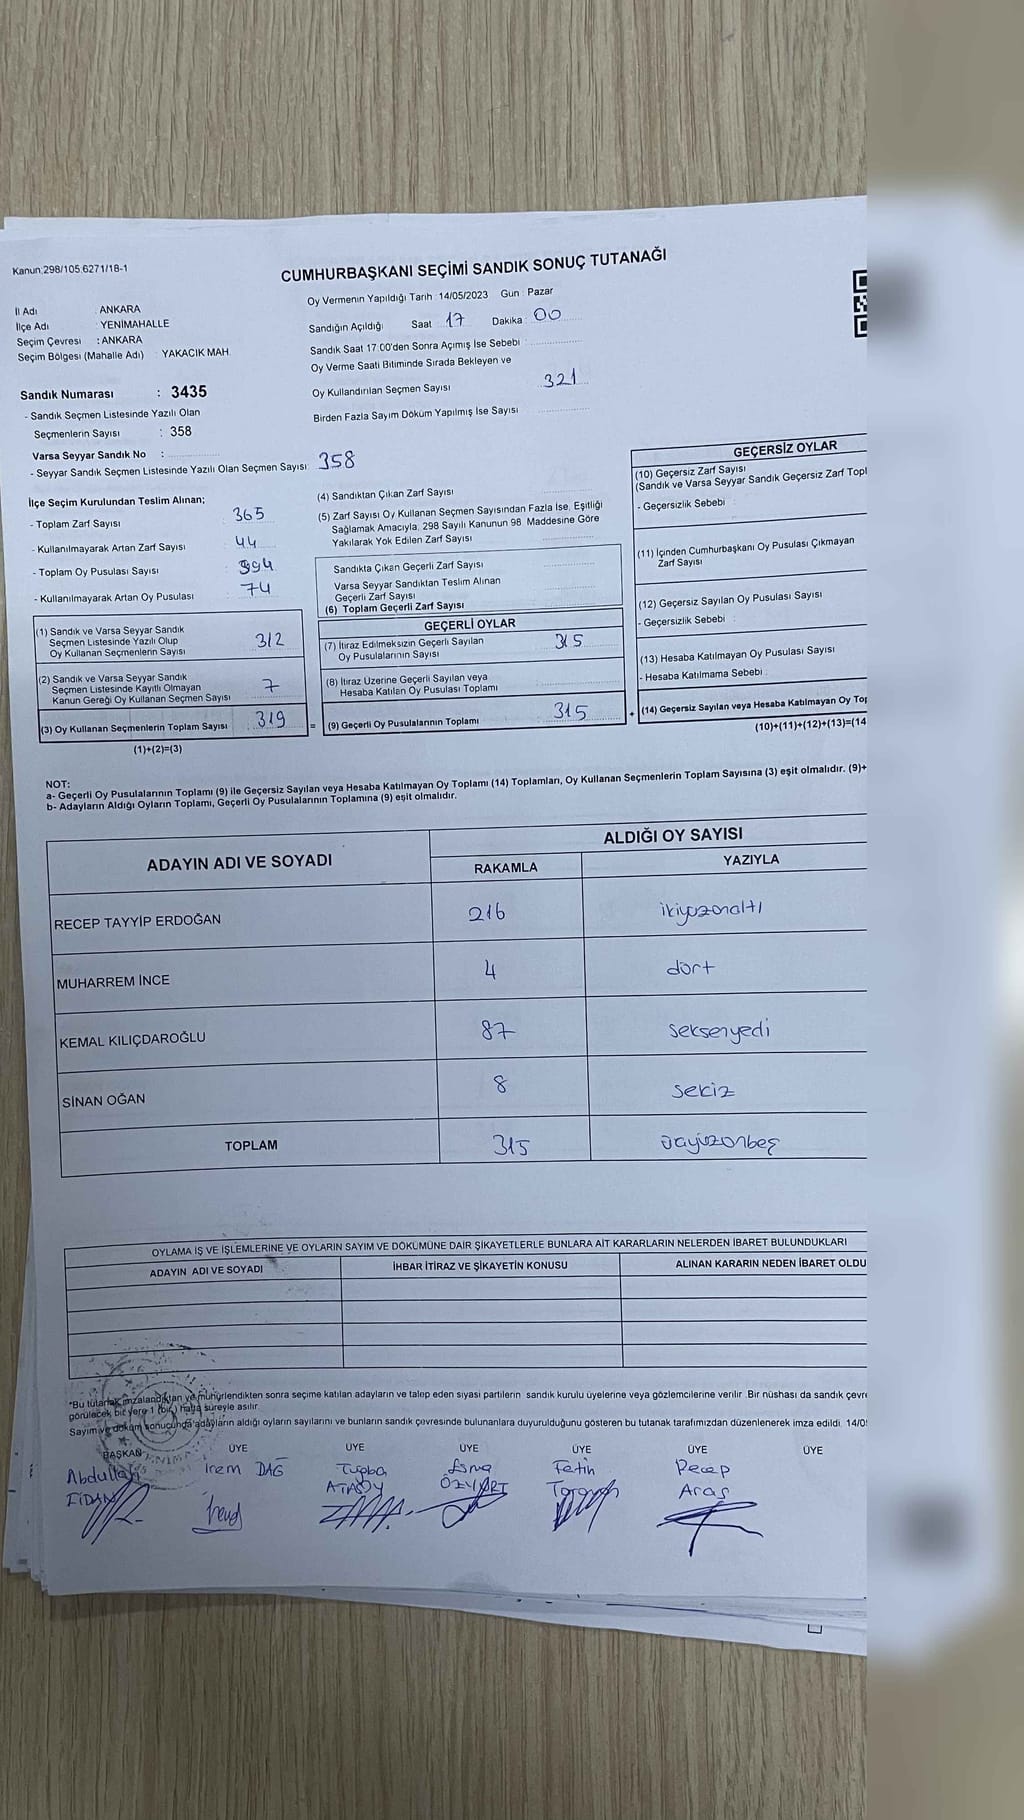 Kanun:298/105,6271/18-1
CUMHURBAŞKANI SEÇİMİ SANDIK SONUÇ TUTANAĞI
İl Adı : ANKARA
İlçe Adı : YENİMAHALLE
Seçim Çevresi : ANKARA
Seçim Bölgesi (Mahalle Adı) : YAKACIK MAH.
Oy Vermenin Yapıldığı Tarih :14/05/2023 Gün : Pazar
Sandığın Açıldığı Saat 17 Dakika : 00
Sandık Saat 17:00'den Sonra Açımış İse Sebebi :
Oy Verme Saati Bitiminde Sırada Bekleyen ve
Oy Kullandırılan Seçmen Sayısı 321
Birden Fazla Sayım Döküm Yapılmış İse Sayısı
Sandık Numarası : 3435
- Sandık Seçmen Listesinde Yazılı Olan
Seçmenlerin Sayısı : 358
Varsa Seyyar Sandık No :
- Seyyar Sandık Seçmen Listesinde Yazılı Olan Seçmen Sayısı: 358
İlçe Seçim Kurulundan Teslim Alınan;
- Toplam Zarf Sayısı 365
- Kullanılmayarak Artan Zarf Sayısı 44
- Toplam Oy Pusulası Sayısı 394
- Kullanılmayarak Artan Oy Pusulası 74
(4) Sandıktan Çıkan Zarf Sayısı
(5) Zarf Sayısı Oy Kullanan Seçmen Sayısından Fazla İse, Eşitliği
Sağlamak Amacıyla, 298 Sayılı Kanunun 98. Maddesine Göre
Yakılarak Yok Edilen Zarf Sayısı
Sandıkta Çıkan Geçerli Zarf Sayısı
Varsa Seyyar Sandıktan Teslim Alınan
Geçerli Zarf Sayısı
(6) Toplam Geçerli Zarf Sayısı
GEÇERSİZ OYLAR
(10) Geçersiz Zarf Sayısı
(Sandık ve Varsa Seyyar Sandık Geçersiz Zarf Topl
- Geçersizlik Sebebi :
(11) İçinden Cumhurbaşkanı Oy Pusulası Çıkmayan
Zarf Sayısı
(12) Geçersiz Sayılan Oy Pusulası Sayısı
- Geçersizlik Sebebi :
(13) Hesaba Katılmayan Oy Pusulası Sayısı
- Hesaba Katılmama Sebebi :
(14) Geçersiz Sayılan veya Hesaba Katılmayan Oy Top
(10)+(11)+(12)+(13)=(14
(1) Sandık ve Varsa Seyyar Sandık
Seçmen Listesinde Yazılı Olup
Oy Kullanan Seçmenlerin Sayısı 312
(2) Sandık ve Varsa Seyyar Sandık
Seçmen Listesinde Kayıtlı Olmayan
Kanun Gereği Oy Kullanan Seçmen Sayısı 7
(3) Oy Kullanan Seçmenlerin Toplam Sayısı 319
(1)+(2)=(3)
=
GEÇERLİ OYLAR
(7) İtiraz Edilmeksizin Geçerli Sayılan
Oy Pusulalarının Sayısı 315
(8) İtiraz Üzerine Geçerli Sayılan veya
Hesaba Katılan Oy Pusulası Toplamı
(9) Geçerli Oy Pusulalarının Toplamı 315
+
NOT:
a- Geçerli Oy Pusulalarının Toplamı (9) ile Geçersiz Sayılan veya Hesaba Katılmayan Oy Toplamı (14) Toplamları, Oy Kullanan Seçmenlerin Toplam Sayısına (3) eşit olmalıdır. (9)+
b- Adayların Aldığı Oyların Toplamı, Geçerli Oy Pusulalarının Toplamına (9) eşit olmalıdır.
ADAYIN ADI VE SOYADI ALDIĞI OY SAYISI
RAKAMLA YAZIYLA
RECEP TAYYİP ERDOĞAN 216 ikiyüzonaltı
MUHARREM İNCE 4 dört
KEMAL KILIÇDAROĞLU 87 seksenyedi
SİNAN OĞAN 8 sekiz
TOPLAM 315 üçyüzonbeş
OYLAMA İŞ VE İŞLEMLERİNE VE OYLARIN SAYIM VE DÖKÜMÜNE DAİR ŞİKAYETLERLE BUNLARA AİT KARARLARIN NELERDEN İBARET BULUNDUKLARI
ADAYIN ADI VE SOYADI İHBAR İTİRAZ VE ŞİKAYETİN KONUSU ALINAN KARARIN NEDEN İBARET OLDU
*Bu tutanak imzalandıktan ve mühürlendikten sonra seçime katılan adayların ve talep eden siyasi partilerin sandık kurulu üyelerine veya gözlemcilerine verilir. Bir nüshası da sandık çevre
görülecek bir yere 1 (bir) hafta süreyle asılır.
Sayım ve döküm sonucunda adayların aldığı oyların sayılarını ve bunların sandık çevresinde bulunanlara duyurulduğunu gösteren bu tutanak tarafımızdan düzenlenerek imza edildi. 14/0
BAŞKAN ÜYE ÜYE ÜYE ÜYE ÜYE ÜYE
Abdullah İrem DAĞ Tuğba Esma Fatih Recep
FİDAN ATASOY ÖZYURT Aras